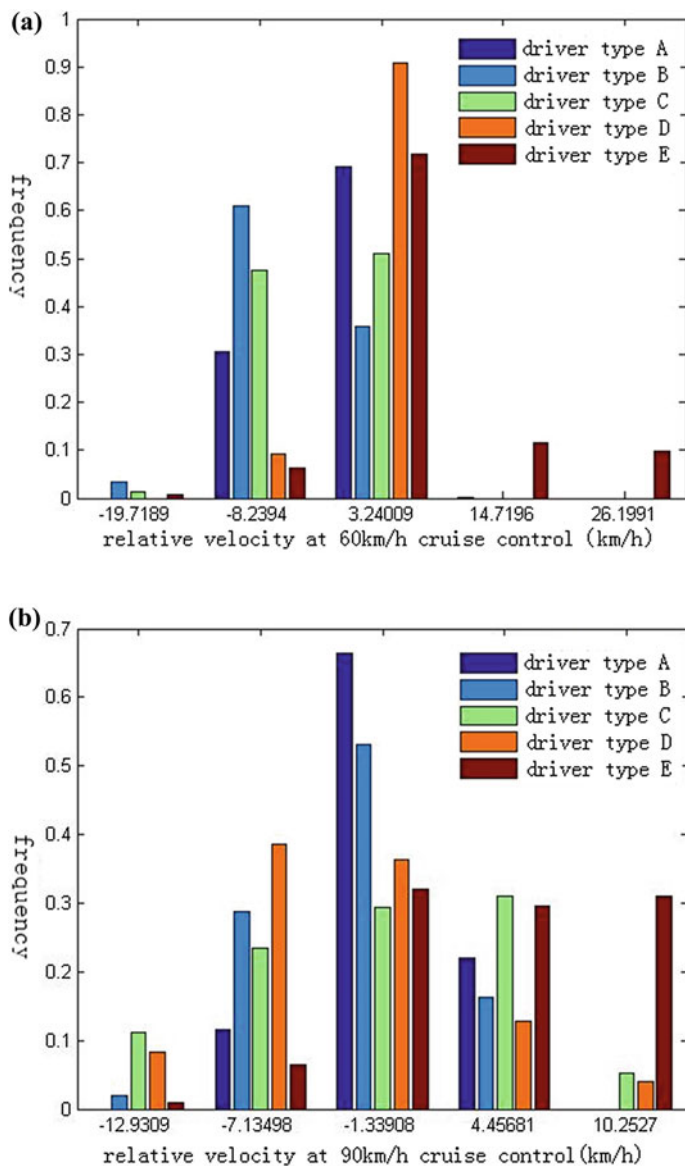 (a)
1
0.9
0.8
0.7
0.6
0.5
0.4
0.3
0.2
0.1
0
frequency
driver type A
driver type B
driver type C
driver type D
driver type E
-19.7189 -8.2394 3.24009 14.7196 26.1991
relative velocity at 60km/h cruise control (km/h)
(b)
0.7
0.6
0.5
0.4
0.3
0.2
0.1
0
frequency
driver type A
driver type B
driver type C
driver type D
driver type E
-12.9309 -7.13498 -1.33908 4.45681 10.2527
relative velocity at 90km/h cruise control(km/h)